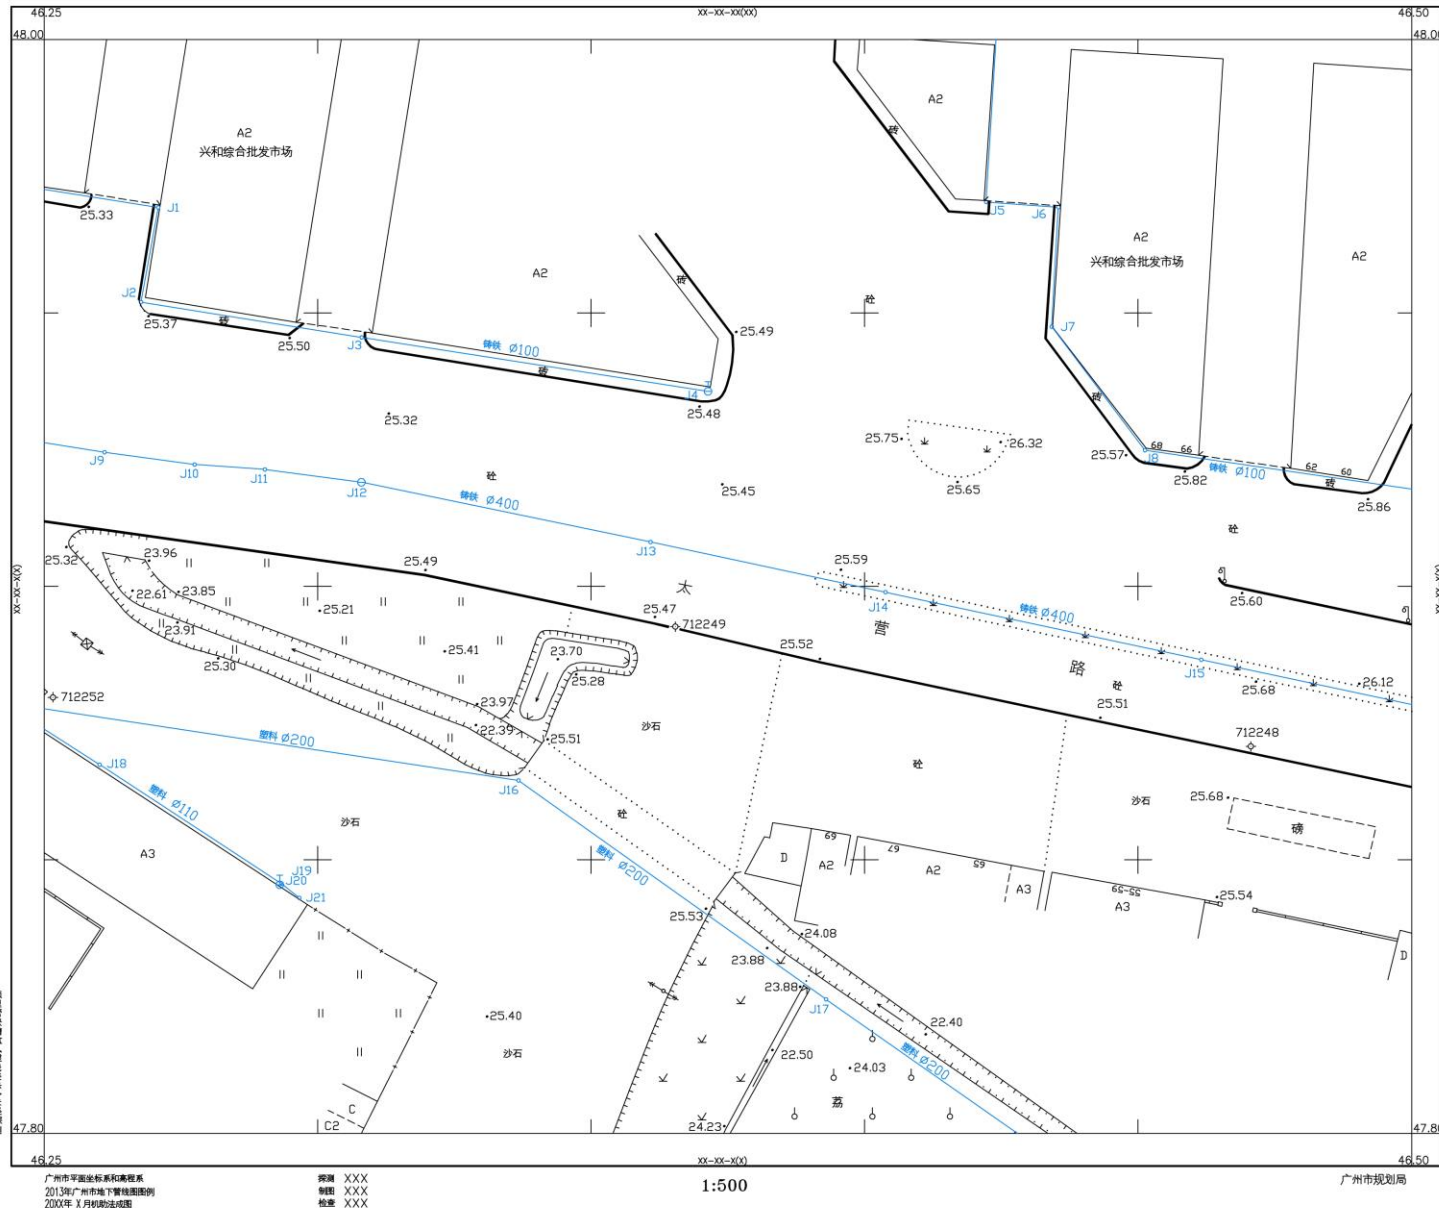 46.25
xx-xx-xx(xx)
46.50
48.00
48.00
A2
兴和综合批发市场
A2
砖
25.33
J1
J5
J6
A2
兴和综合批发市场
A2
A2
砖
J2
25.37
砖
25.50
J3
铸铁 Ø100
砖
25.49
砼
J7
J4
25.48
25.32
砖
25.75
26.32
25.65
25.57
J8
68
66
25.82
铸铁 Ø100
62
60
砖
25.86
J9
J10
J11
J12
砼
铸铁 Ø400
25.45
J13
砼
25.32
23.96
25.49
22.61
23.85
25.21
23.91
25.30
25.41
25.47
712249
太
营
路
25.59
J14
铸铁 Ø400
25.60
25.52
J15
25.68
26.12
砼
25.51
712248
xx-xx-x(x)
xx-xx-x(x)
712252
23.70
25.28
23.97
22.39
25.51
沙石
塑料 Ø200
J18
塑料 Ø110
J16
砼
沙石
25.68
磅
沙石
砼
A3
J19
J20
J21
塑料 Ø200
D
69
A2
67
A2
65
A3
55-59
A3
25.54
D
25.53
24.08
23.88
23.88
J17
22.40
塑料 Ø200
25.40
沙石
22.50
24.03
荔
C
C2
24.23
47.80
47.80
46.25
xx-xx-x(x)
46.50
广州市平面坐标系和高程系
2013年广州市地下管线图图例
20XX年 X 月机助法成图
探测 XXX
制图 XXX
检查 XXX
1:500
广州市规划局